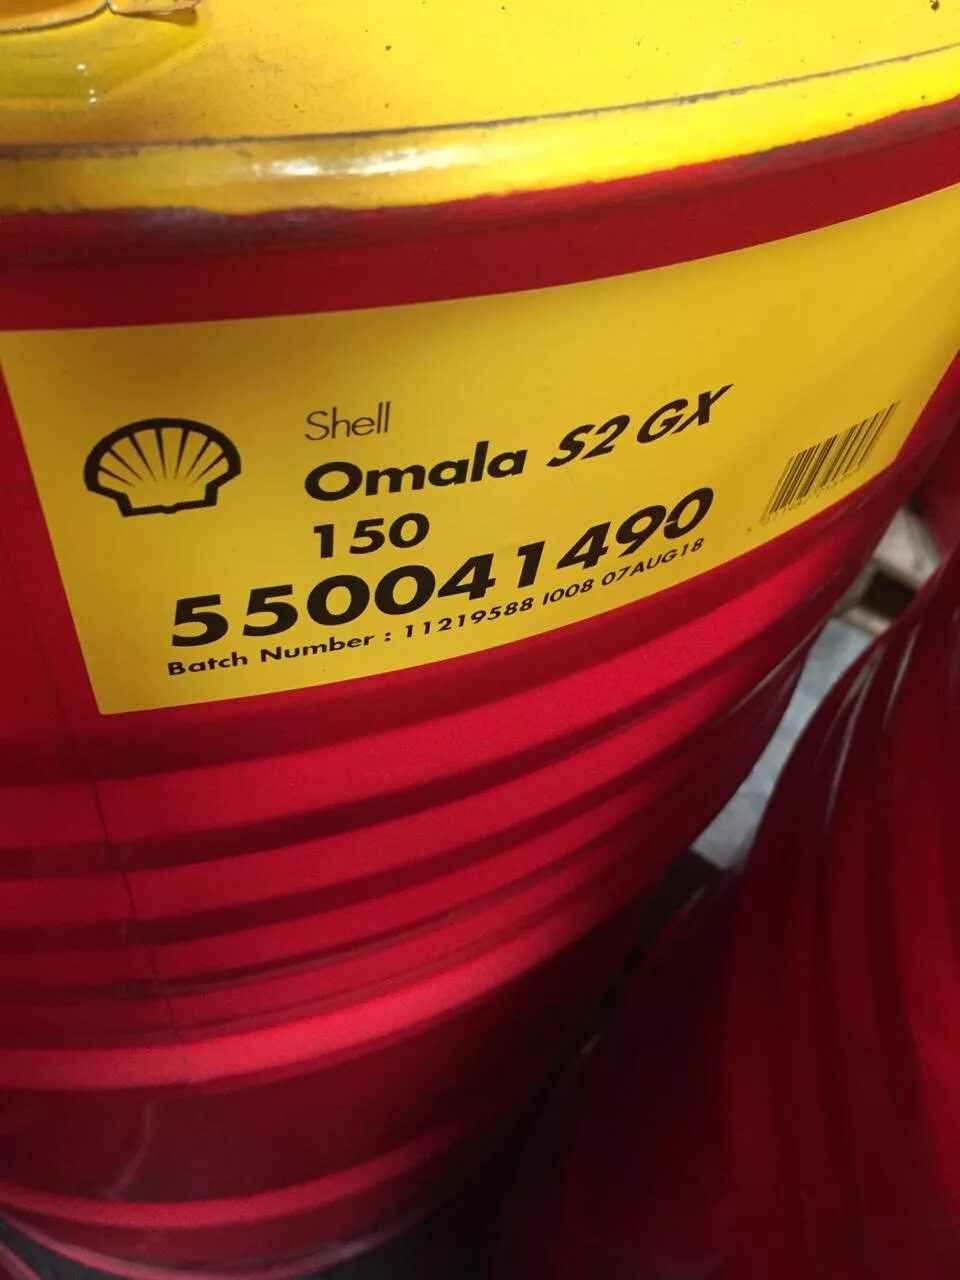 Shell
Omala S2 GX
150
550041490
Batch Number : 11219588 I008 07AUG18